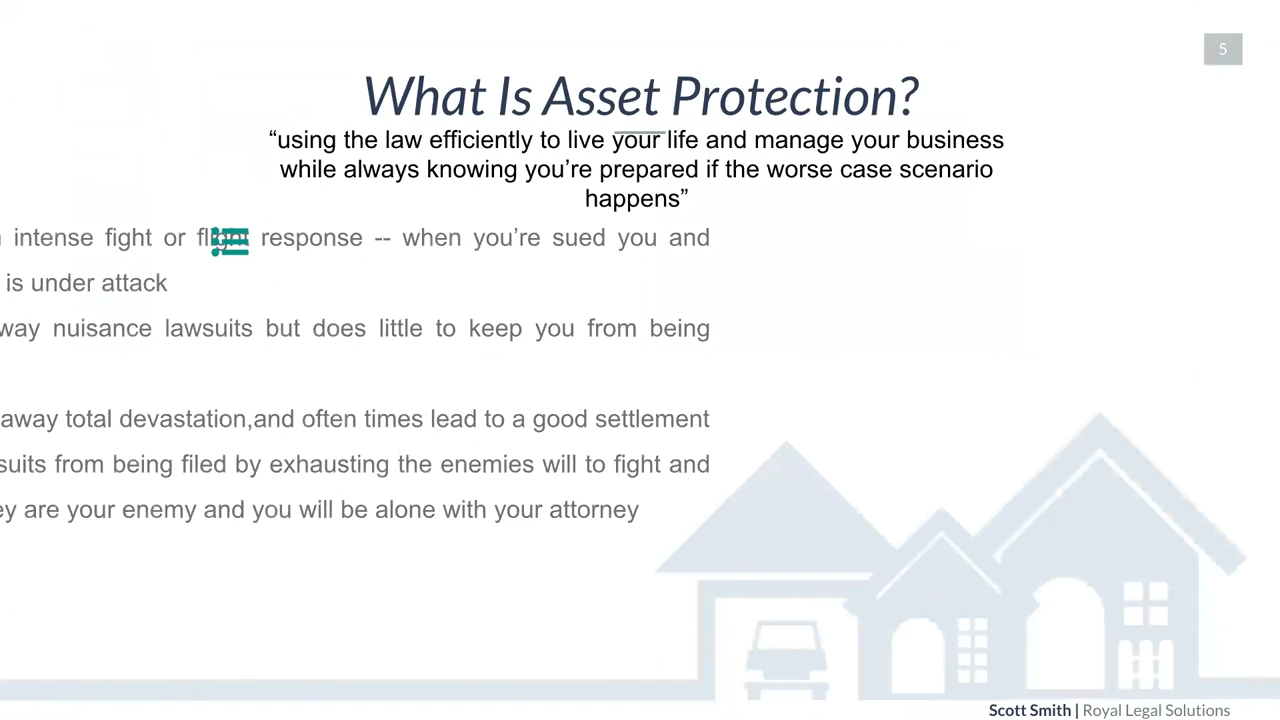 5
What Is Asset Protection?
“using the law efficiently to live your life and manage your business
while always knowing you’re prepared if the worse case scenario
happens”
intense fight or flight response -- when you’re sued you and
is under attack
way nuisance lawsuits but does little to keep you from being
away total devastation,and often times lead to a good settlement
suits from being filed by exhausting the enemies will to fight and
ey are your enemy and you will be alone with your attorney
Scott Smith | Royal Legal Solutions